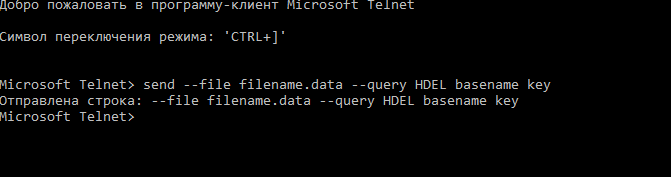 Добро пожаловать в программу-клиент Microsoft Telnet
Символ переключения режима: 'CTRL+]'
Microsoft Telnet> send --file filename.data --query HDEL basename key
Отправлена строка: --file filename.data --query HDEL basename key
Microsoft Telnet>